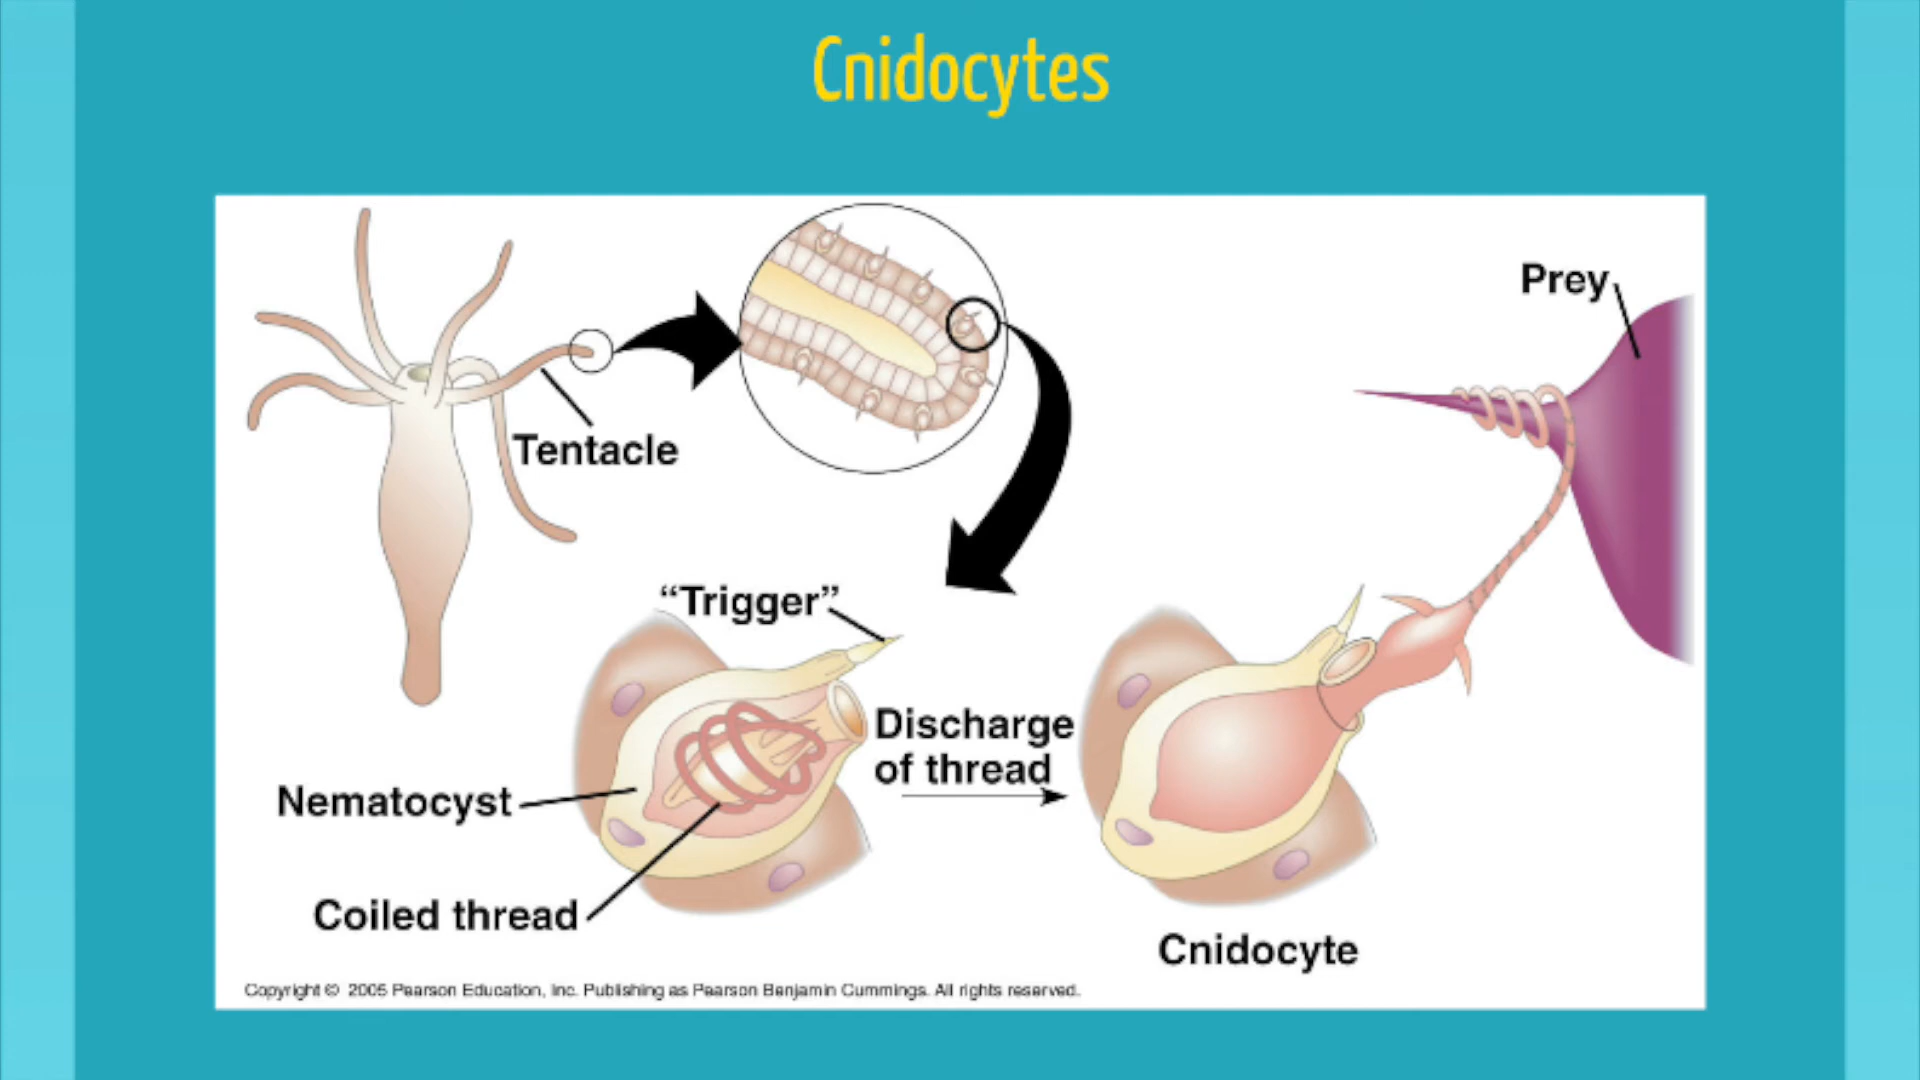 Cnidocytes
Prey
Tentacle
“Trigger”
Discharge
of thread
Nematocyst
Coiled thread
Cnidocyte
Copyright © 2005 Pearson Education, Inc. Publishing as Pearson Benjamin Cummings. All rights reserved.